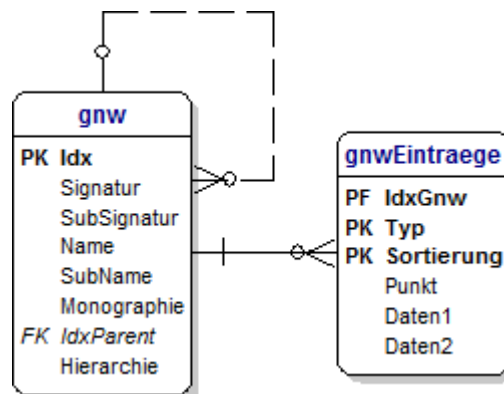 gnw
PK Idx
Signatur
SubSignatur
Name
SubName
Monographie
FK IdxParent
Hierarchie
gnwEintraege
PF IdxGnw
PK Typ
PK Sortierung
Punkt
Daten1
Daten2